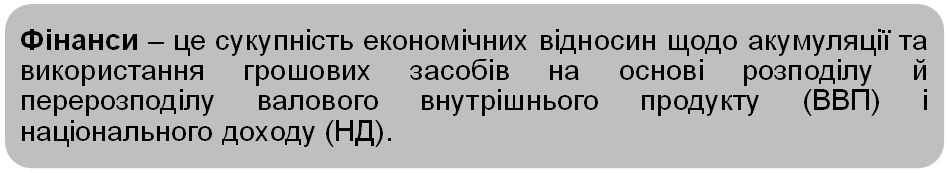 Фінанси – це сукупність економічних відносин щодо акумуляції та
використання грошових засобів на основі розподілу й
перерозподілу валового внутрішнього продукту (ВВП) і
національного доходу (НД).